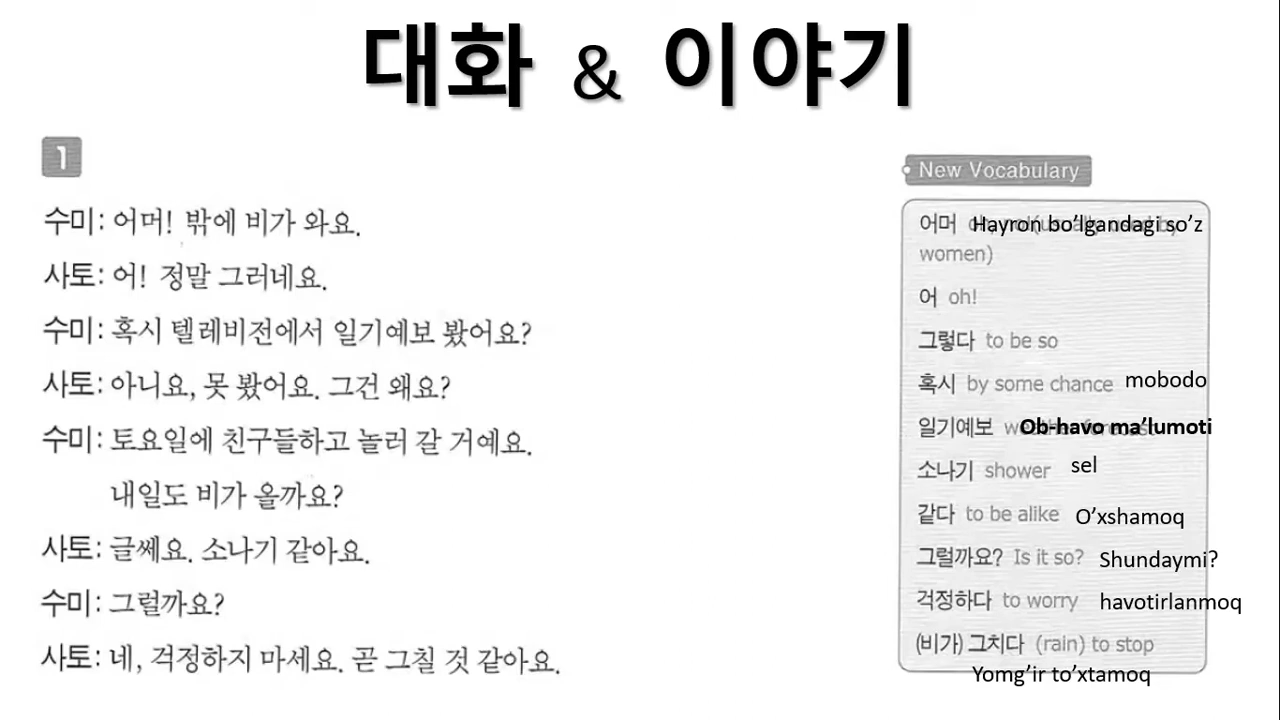 대화 & 이야기
1
수미: 어머! 밖에 비가 와요.
사토: 어! 정말 그러네요.
수미: 혹시 텔레비전에서 일기예보 봤어요?
사토: 아니요, 못 봤어요. 그건 왜요?
수미: 토요일에 친구들하고 놀러 갈 거예요.
내일도 비가 올까요?
사토: 글쎄요. 소나기 같아요.
수미: 그럴까요?
사토: 네, 걱정하지 마세요. 곧 그칠 것 같아요.
New Vocabulary
어머 Hayron bo'lgandagi so'z
women)
어 oh!
그렇다 to be so
혹시 by some chance mobodo
일기예보 Ob-havo ma'lumoti
소나기 shower sel
같다 to be alike O'xshamoq
그럴까요? Is it so? Shundaymi?
걱정하다 to worry havotirlanmoq
(비가) 그치다 (rain) to stop
Yomg'ir to'xtamoq